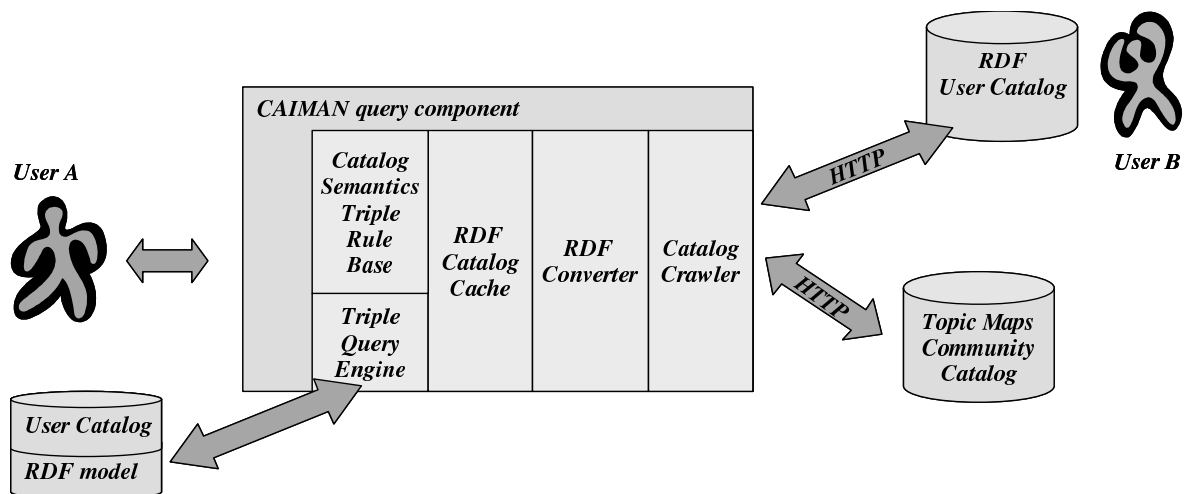 User A
CAIMAN query component
Catalog
Semantics
Triple
Rule
Base
Triple
Query
Engine
RDF
Catalog
Cache
RDF
Converter
Catalog
Crawler
HTTP
HTTP
RDF
User Catalog
User B
Topic Maps
Community
Catalog
User Catalog
RDF model